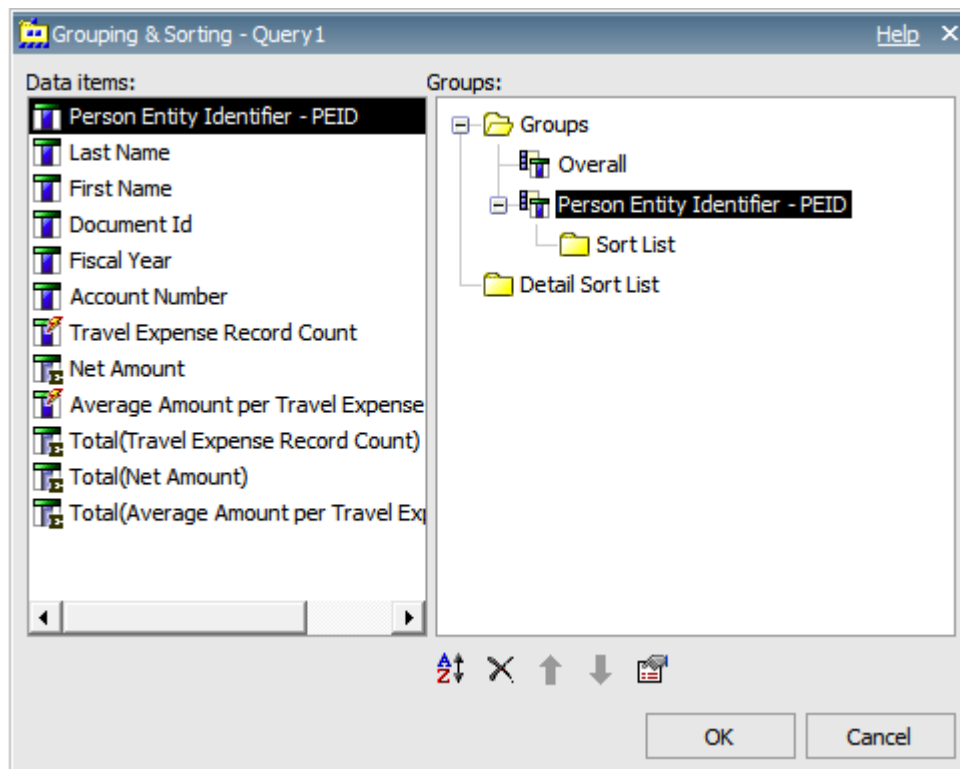 Grouping & Sorting - Query1
Help
Data items:
Groups:
Person Entity Identifier - PEID
Last Name
First Name
Document Id
Fiscal Year
Account Number
Travel Expense Record Count
Net Amount
Average Amount per Travel Expense
Total(Travel Expense Record Count)
Total(Net Amount)
Total(Average Amount per Travel Exp
Groups
Overall
Person Entity Identifier - PEID
Sort List
Detail Sort List
OK
Cancel